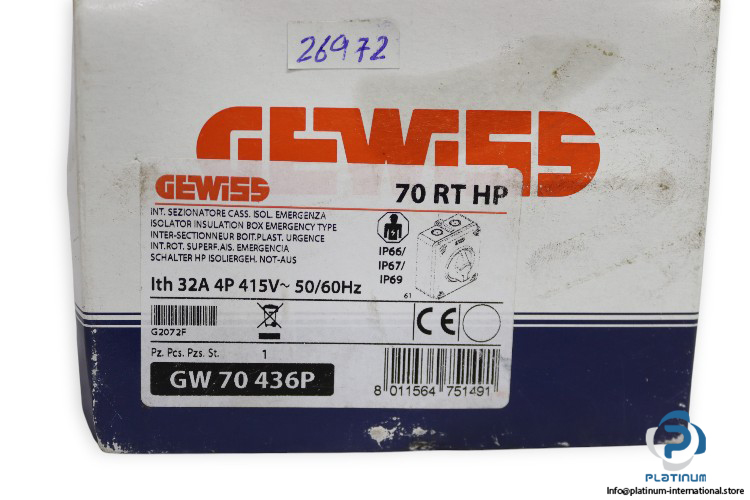 26972
GEWISS
GEWISS
70 RT HP
INT. SEZIONATORE CASS. ISOL. EMERGENZA
ISOLATOR INSULATION BOX EMERGENCY TYPE
INTER-SECTIONNEUR BOIT.PLAST. URGENCE
INT.ROT. SUPERF.AIS. EMERGENCIA
SCHALTER HP ISOLIERGEH. NOT-AUS
IP66/
IP67/
IP69
61
Ith 32A 4P 415V~ 50/60Hz
G2072F
CE
Pz. Pcs. Pzs. St. 1
GW 70 436P
8 011564 751491
PLATINUM
Info@platinum-international.store